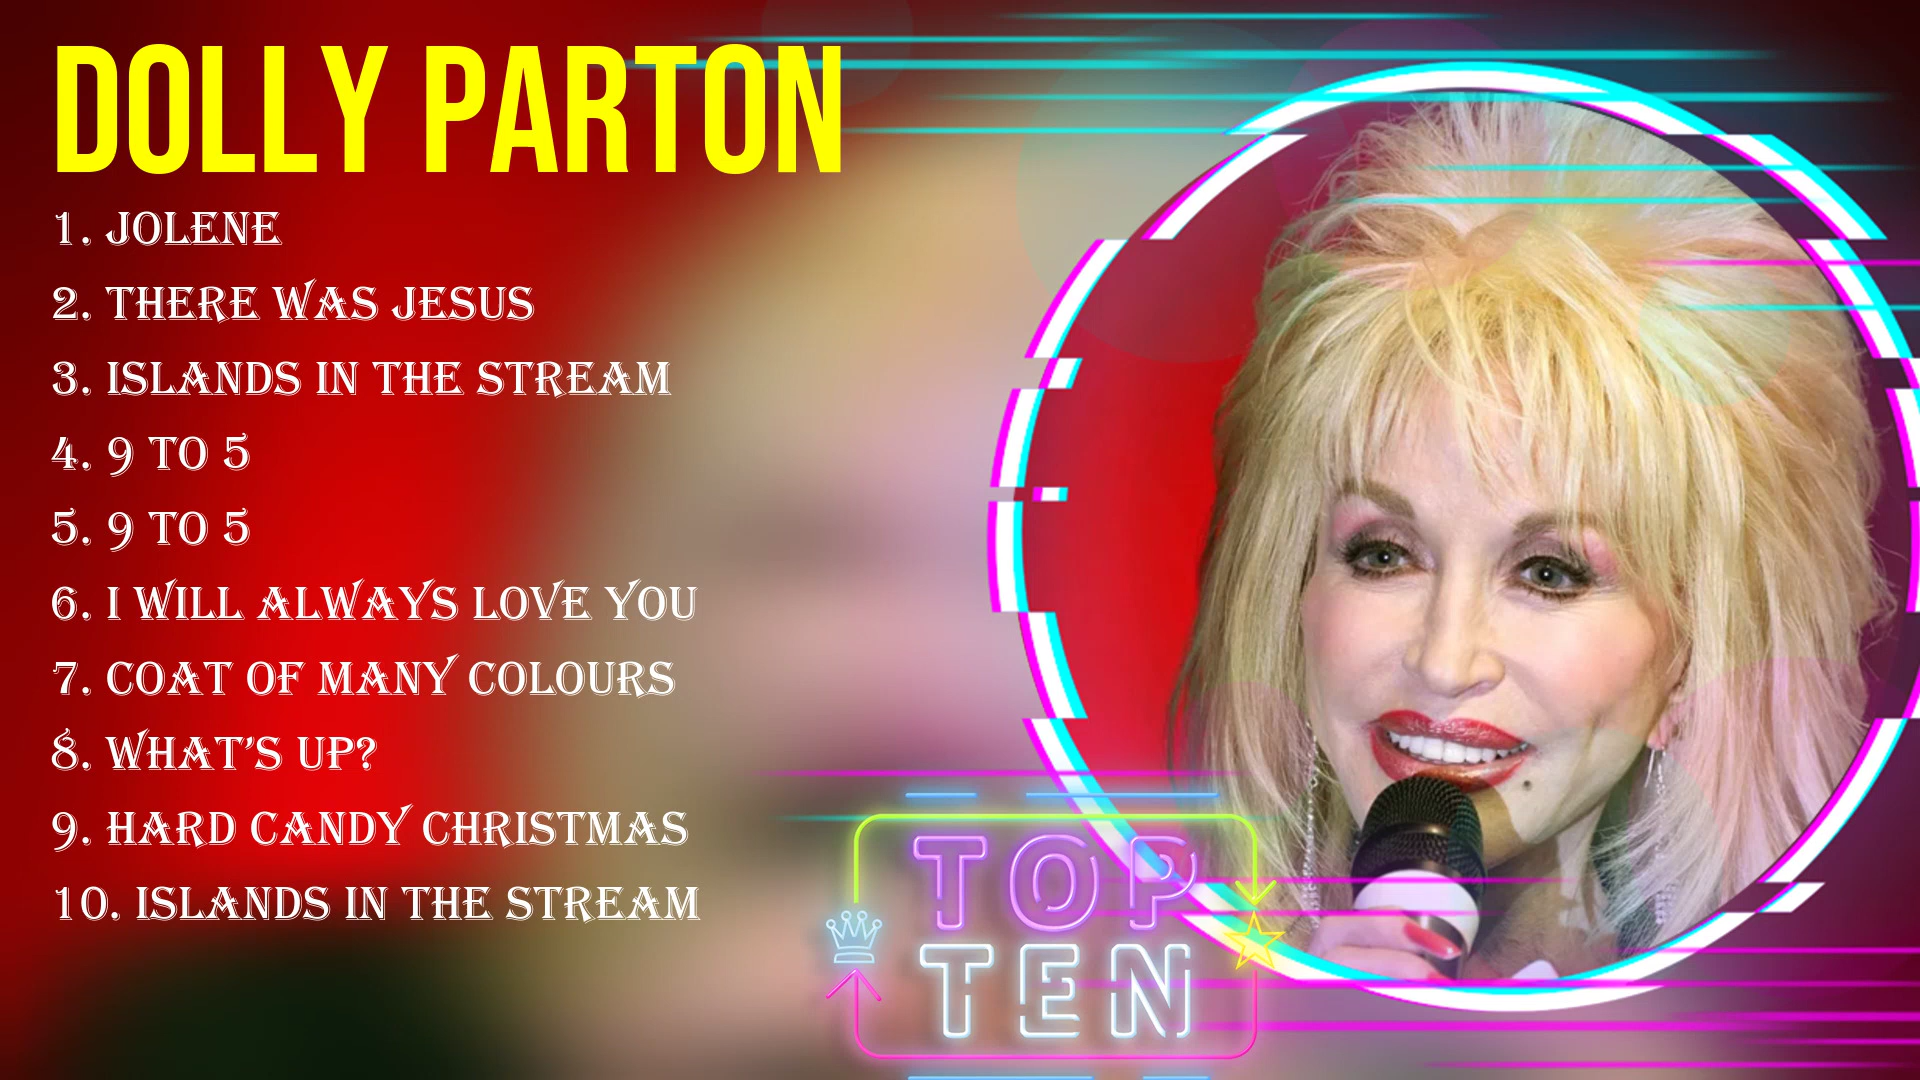 DOLLY PARTON
1. JOLENE
2. THERE WAS JESUS
3. ISLANDS IN THE STREAM
4. 9 TO 5
5. 9 TO 5
6. I WILL ALWAYS LOVE YOU
7. COAT OF MANY COLOURS
8. WHAT'S UP?
9. HARD CANDY CHRISTMAS
10. ISLANDS IN THE STREAM
TOP
TEN